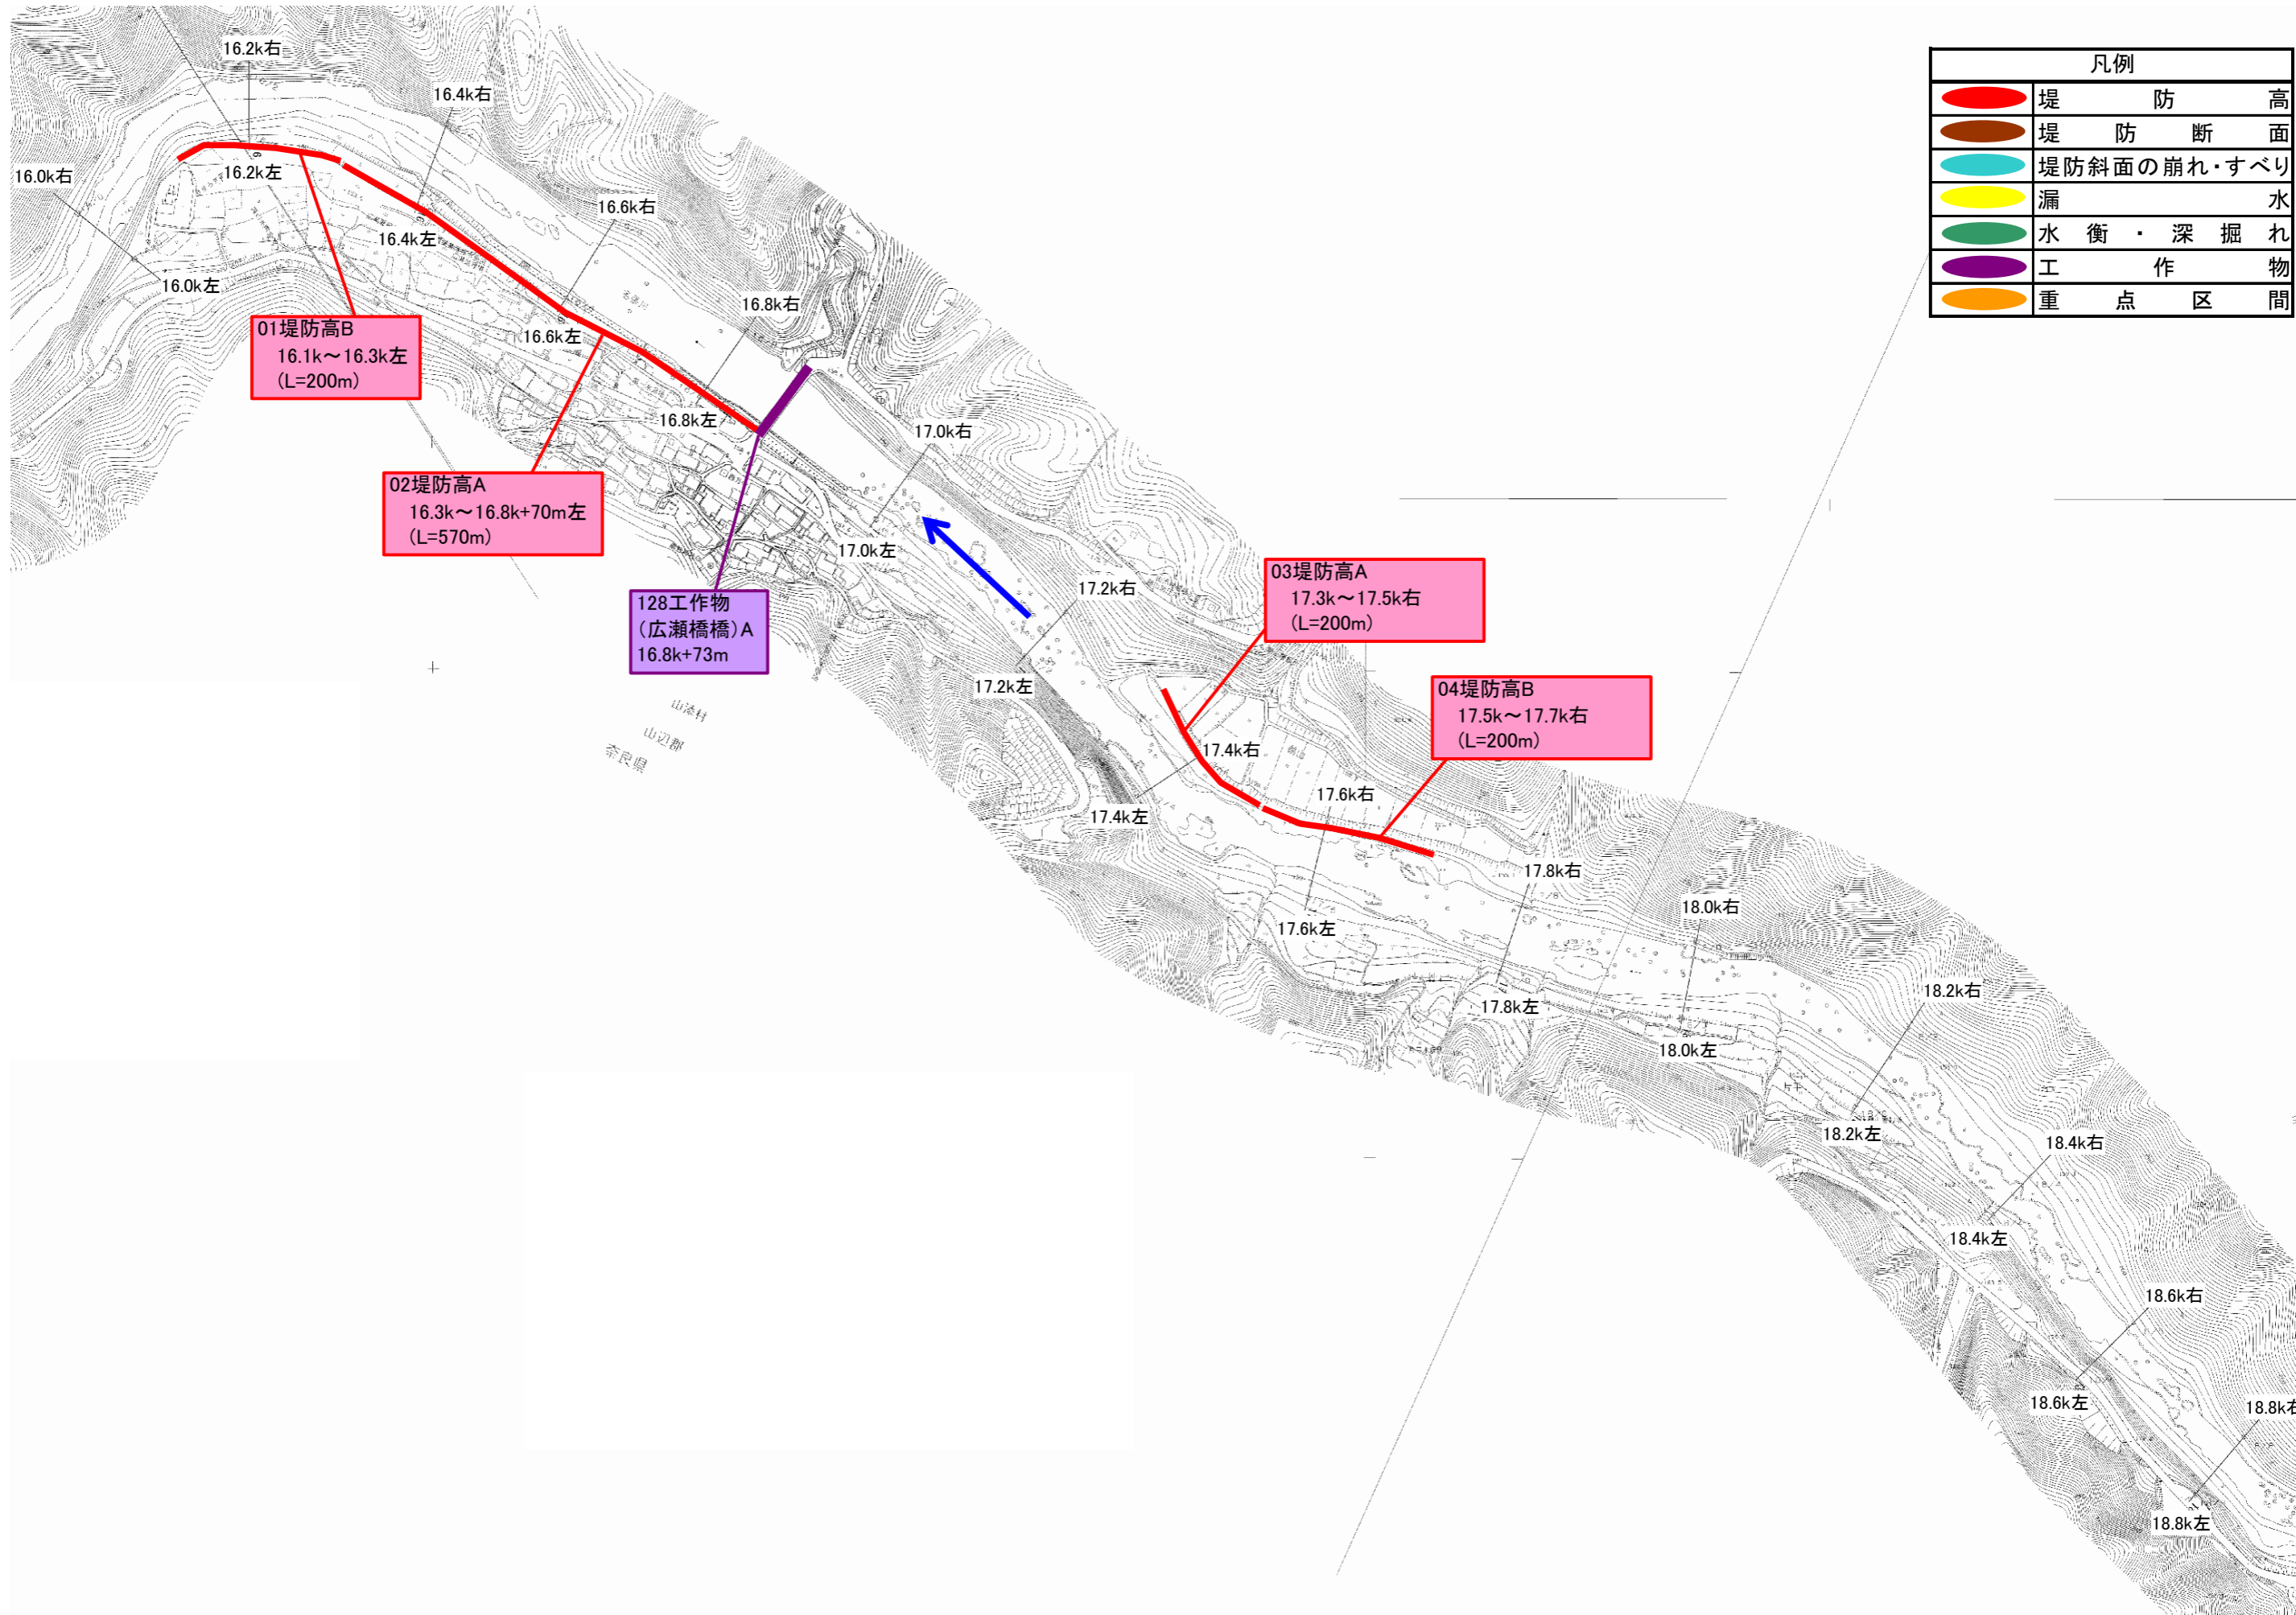 凡例
堤防高
堤防断面
堤防斜面の崩れ・すべり
漏水
水衝・深掘れ
工作物
重点区間
16.2k右
16.4k右
16.0k右
16.2k左
16.6k右
16.4k左
16.0k左
16.8k右
16.6k左
01堤防高B
16.1k～16.3k左
(L=200m)
16.8k左
17.0k右
02堤防高A
16.3k～16.8k+70m左
(L=570m)
17.0k左
17.2k右
128工作物
(広瀬橋橋)A
16.8k+73m
03堤防高A
17.3k～17.5k右
(L=200m)
17.2k左
04堤防高B
17.5k～17.7k右
(L=200m)
山添村
山辺郡
奈良県
17.4k右
17.6k右
17.4k左
17.8k右
18.0k右
17.6k左
18.2k右
17.8k左
18.0k左
18.2k左
18.4k右
18.4k左
18.6k右
18.6k左
18.8k右
18.8k左